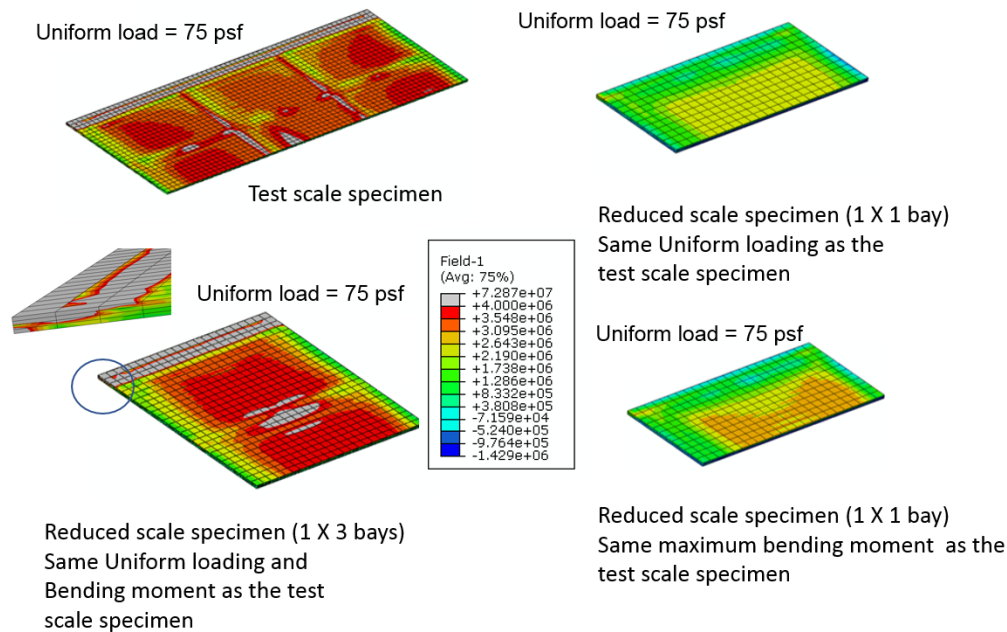 Uniform load = 75 psf
Test scale specimen
Uniform load = 75 psf
Reduced scale specimen (1 X 1 bay)
Same Uniform loading as the
test scale specimen
Uniform load = 75 psf
Reduced scale specimen (1 X 3 bays)
Same Uniform loading and
Bending moment as the test
scale specimen
Field-1
(Avg: 75%)
+7.287e+07
+4.000e+06
+3.548e+06
+3.095e+06
+2.643e+06
+2.190e+06
+1.738e+06
+1.286e+06
+8.332e+05
+3.808e+05
-7.159e+04
-5.240e+05
-9.764e+05
-1.429e+06
Uniform load = 75 psf
Reduced scale specimen (1 X 1 bay)
Same maximum bending moment as the
test scale specimen